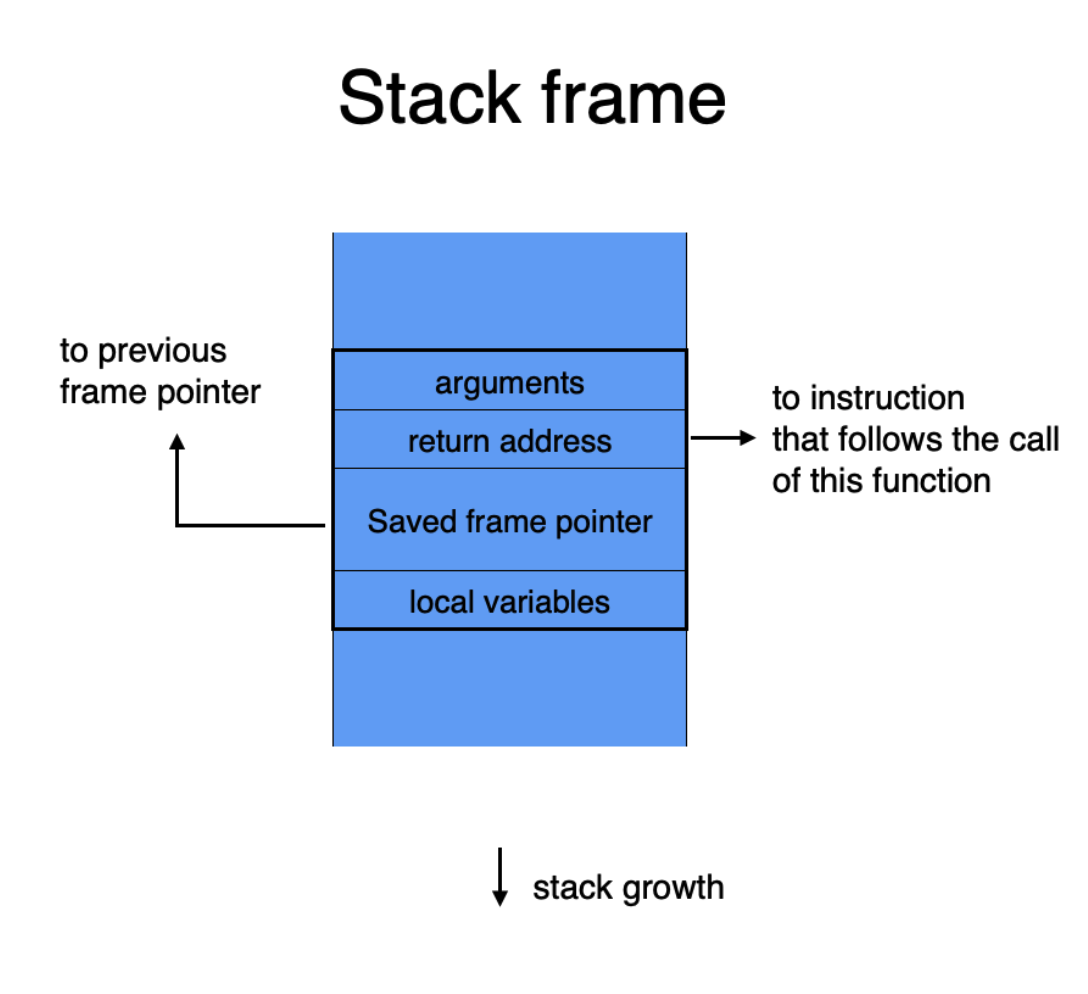 Stack frame
to previous
frame pointer
arguments
return address
Saved frame pointer
local variables
to instruction
that follows the call
of this function
stack growth